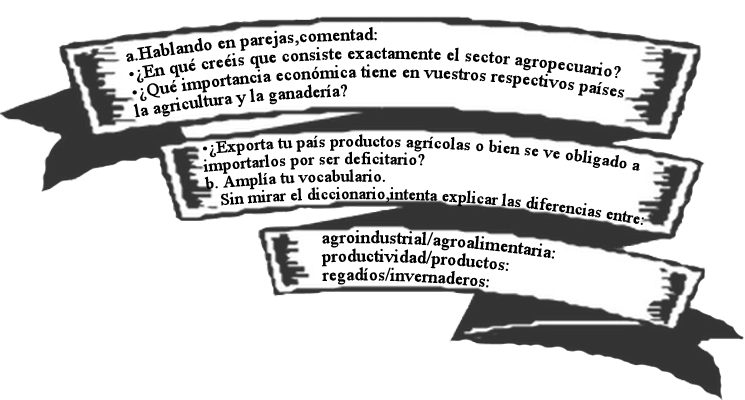 a.Hablando en parejas,comentad:
•¿En qué creéis que consiste exactamente el sector agropecuario?
•¿Qué importancia económica tiene en vuestros respectivos países
la agricultura y la ganadería?
•¿Exporta tu país productos agrícolas o bien se ve obligado a
importarlos por ser deficitario?
b. Amplía tu vocabulario.
Sin mirar el diccionario,intenta explicar las diferencias entre:
agroindustrial/agroalimentaria:
productividad/productos:
regadíos/invernaderos: